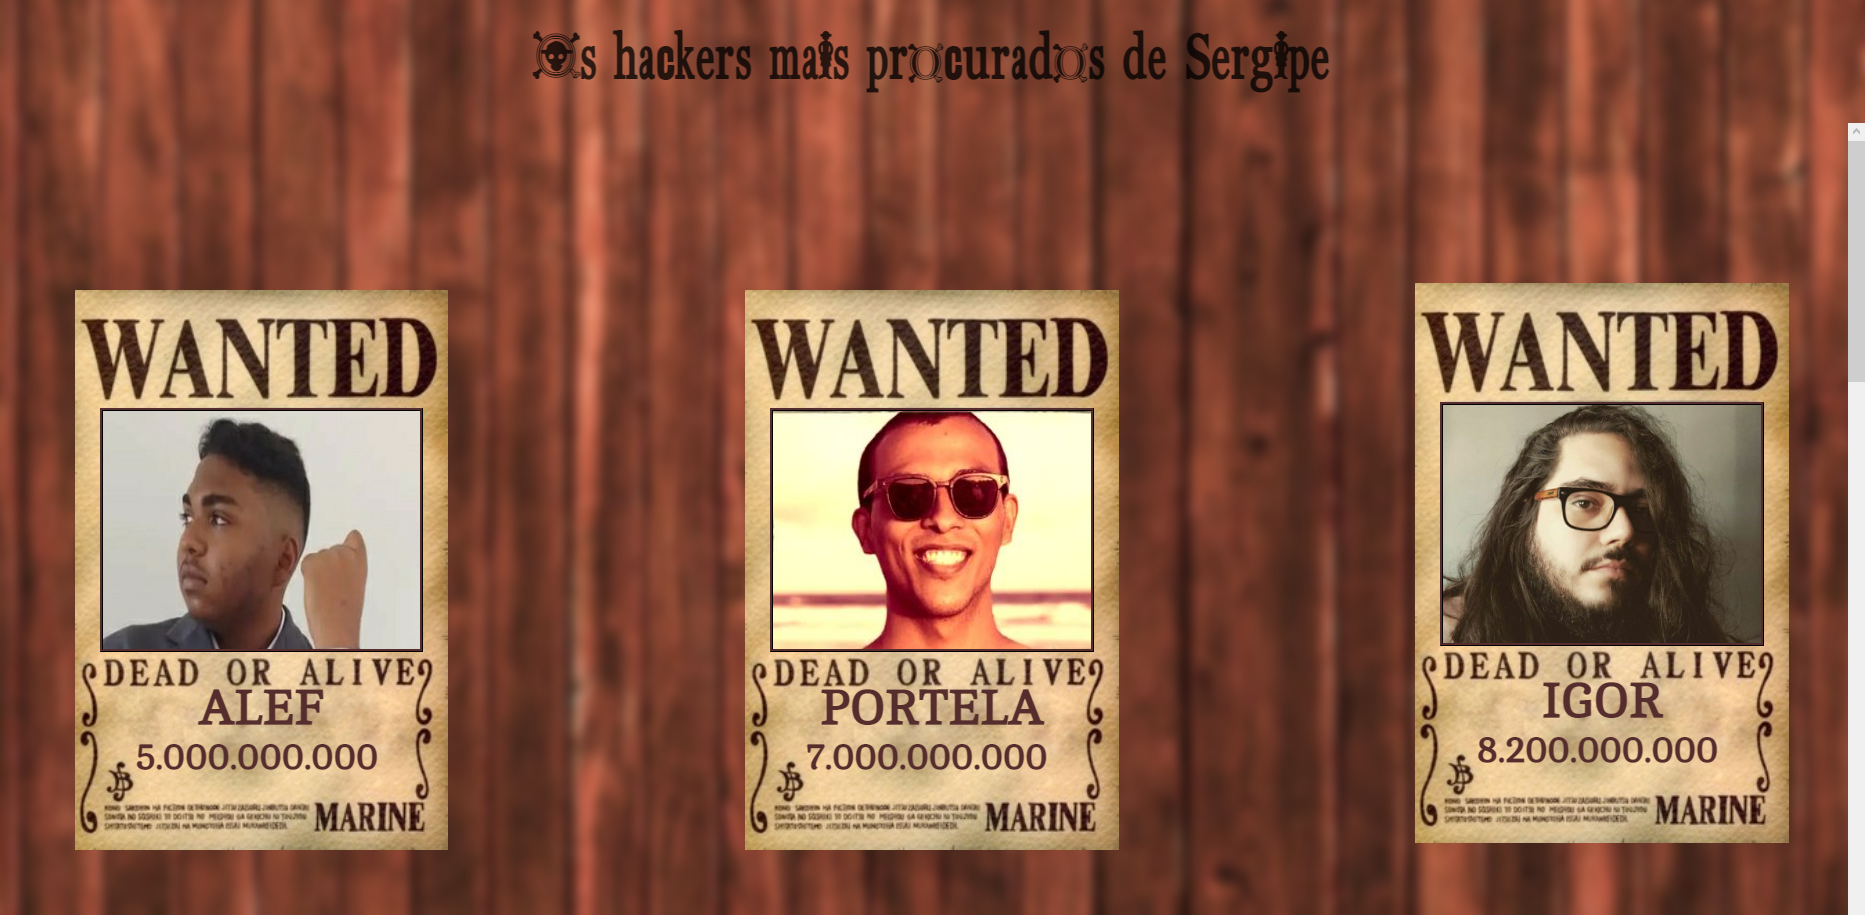 Os hackers mais procurados de Sergipe
WANTED
DEAD OR ALIVE
ALEF
5.000.000.000
MARINE
WANTED
DEAD OR ALIVE
PORTELA
7.000.000.000
MARINE
WANTED
DEAD OR ALIVE
IGOR
8.200.000.000
MARINE